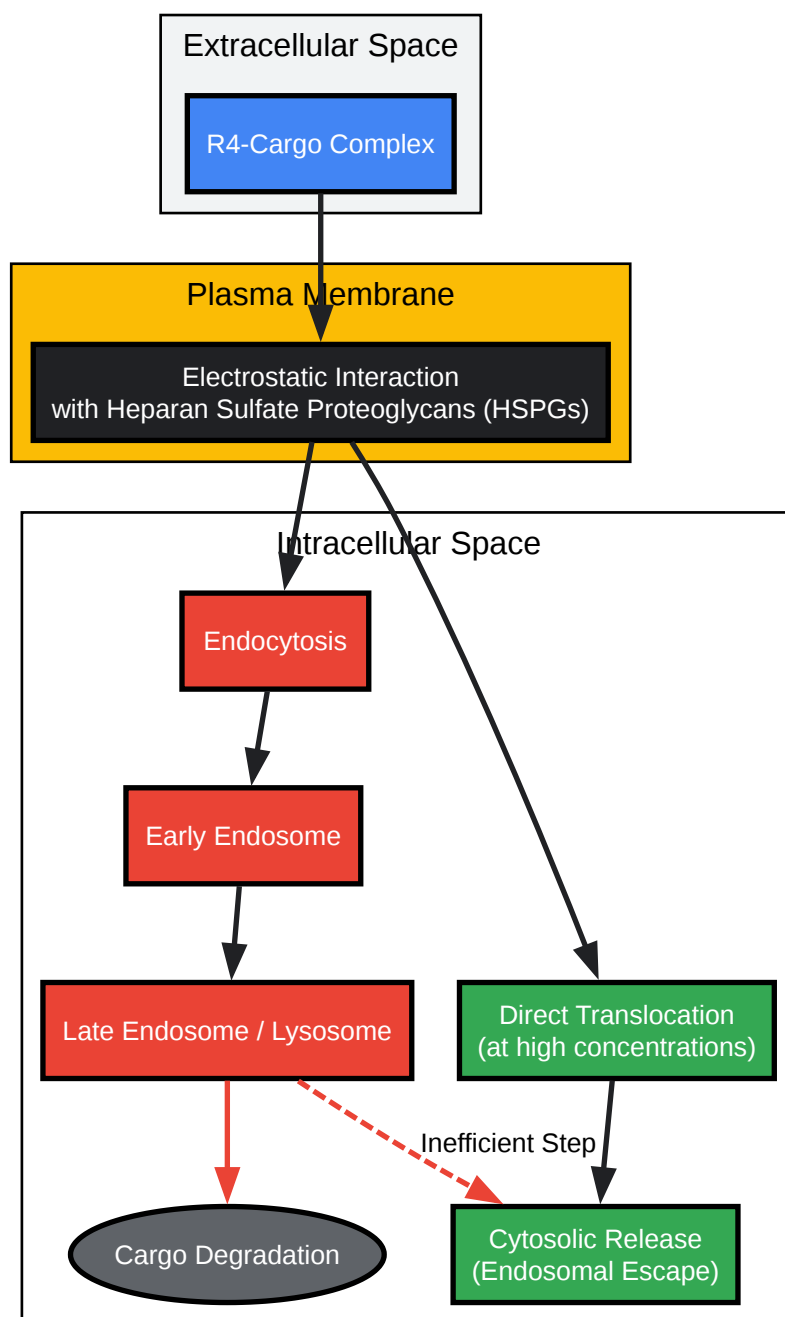 Extracellular Space
R4-Cargo Complex
Plasma Membrane
Electrostatic Interaction
with Heparan Sulfate Proteoglycans (HSPGs)
Intracellular Space
Endocytosis
Early Endosome
Late Endosome / Lysosome
Direct Translocation
(at high concentrations)
Inefficient Step
Cargo Degradation
Cytosolic Release
(Endosomal Escape)